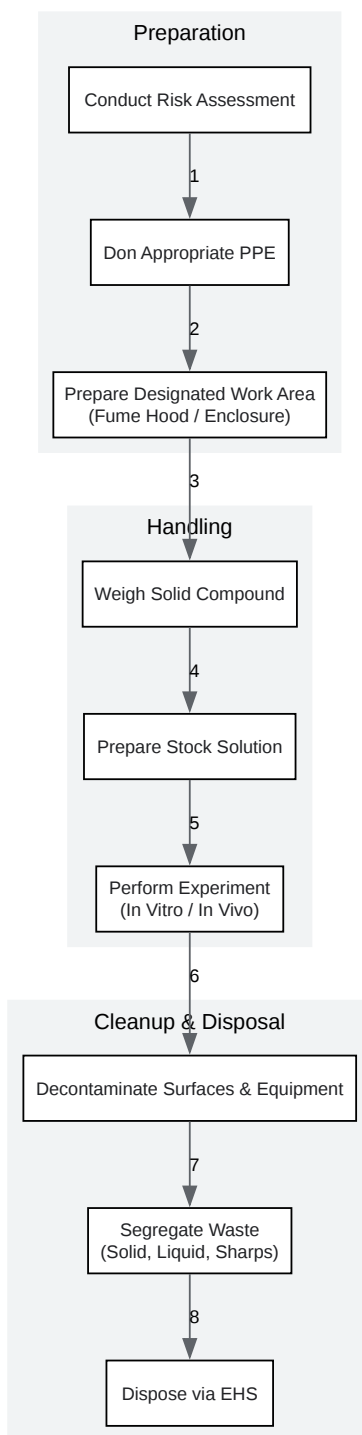 Preparation
Conduct Risk Assessment
1
Don Appropriate PPE
2
Prepare Designated Work Area
(Fume Hood / Enclosure)
3
Handling
Weigh Solid Compound
4
Prepare Stock Solution
5
Perform Experiment
(In Vitro / In Vivo)
6
Cleanup & Disposal
Decontaminate Surfaces & Equipment
7
Segregate Waste
(Solid, Liquid, Sharps)
8
Dispose via EHS